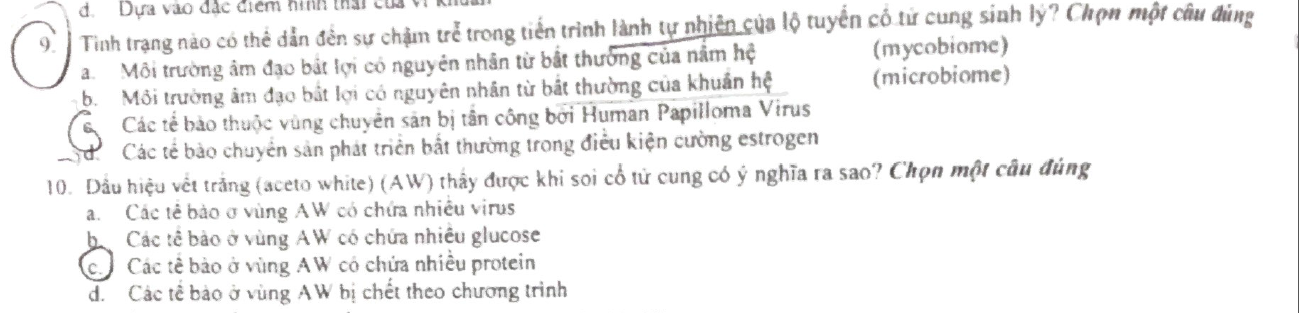 d. Dựa vào đặc điểm hình thái của vi khuẩn
9. Tình trạng nào có thể dẫn đến sự chậm trễ trong tiến trình lành tự nhiên của lộ tuyến cổ tử cung sinh lý? Chọn một câu đúng
a. Môi trường âm đạo bất lợi có nguyên nhân từ bất thường của nấm hệ (mycobiome)
b. Môi trường âm đạo bất lợi có nguyên nhân từ bất thường của khuẩn hệ (microbiome)
c. Các tế bào thuộc vùng chuyển sản bị tấn công bởi Human Papilloma Virus
d. Các tế bào chuyển sản phát triển bất thường trong điều kiện cường estrogen
10. Dấu hiệu vết trắng (aceto white) (AW) thấy được khi soi cổ tử cung có ý nghĩa ra sao? Chọn một câu đúng
a. Các tế bào ở vùng AW có chứa nhiều virus
b. Các tế bào ở vùng AW có chứa nhiều glucose
c. Các tế bào ở vùng AW có chứa nhiều protein
d. Các tế bào ở vùng AW bị chết theo chương trình